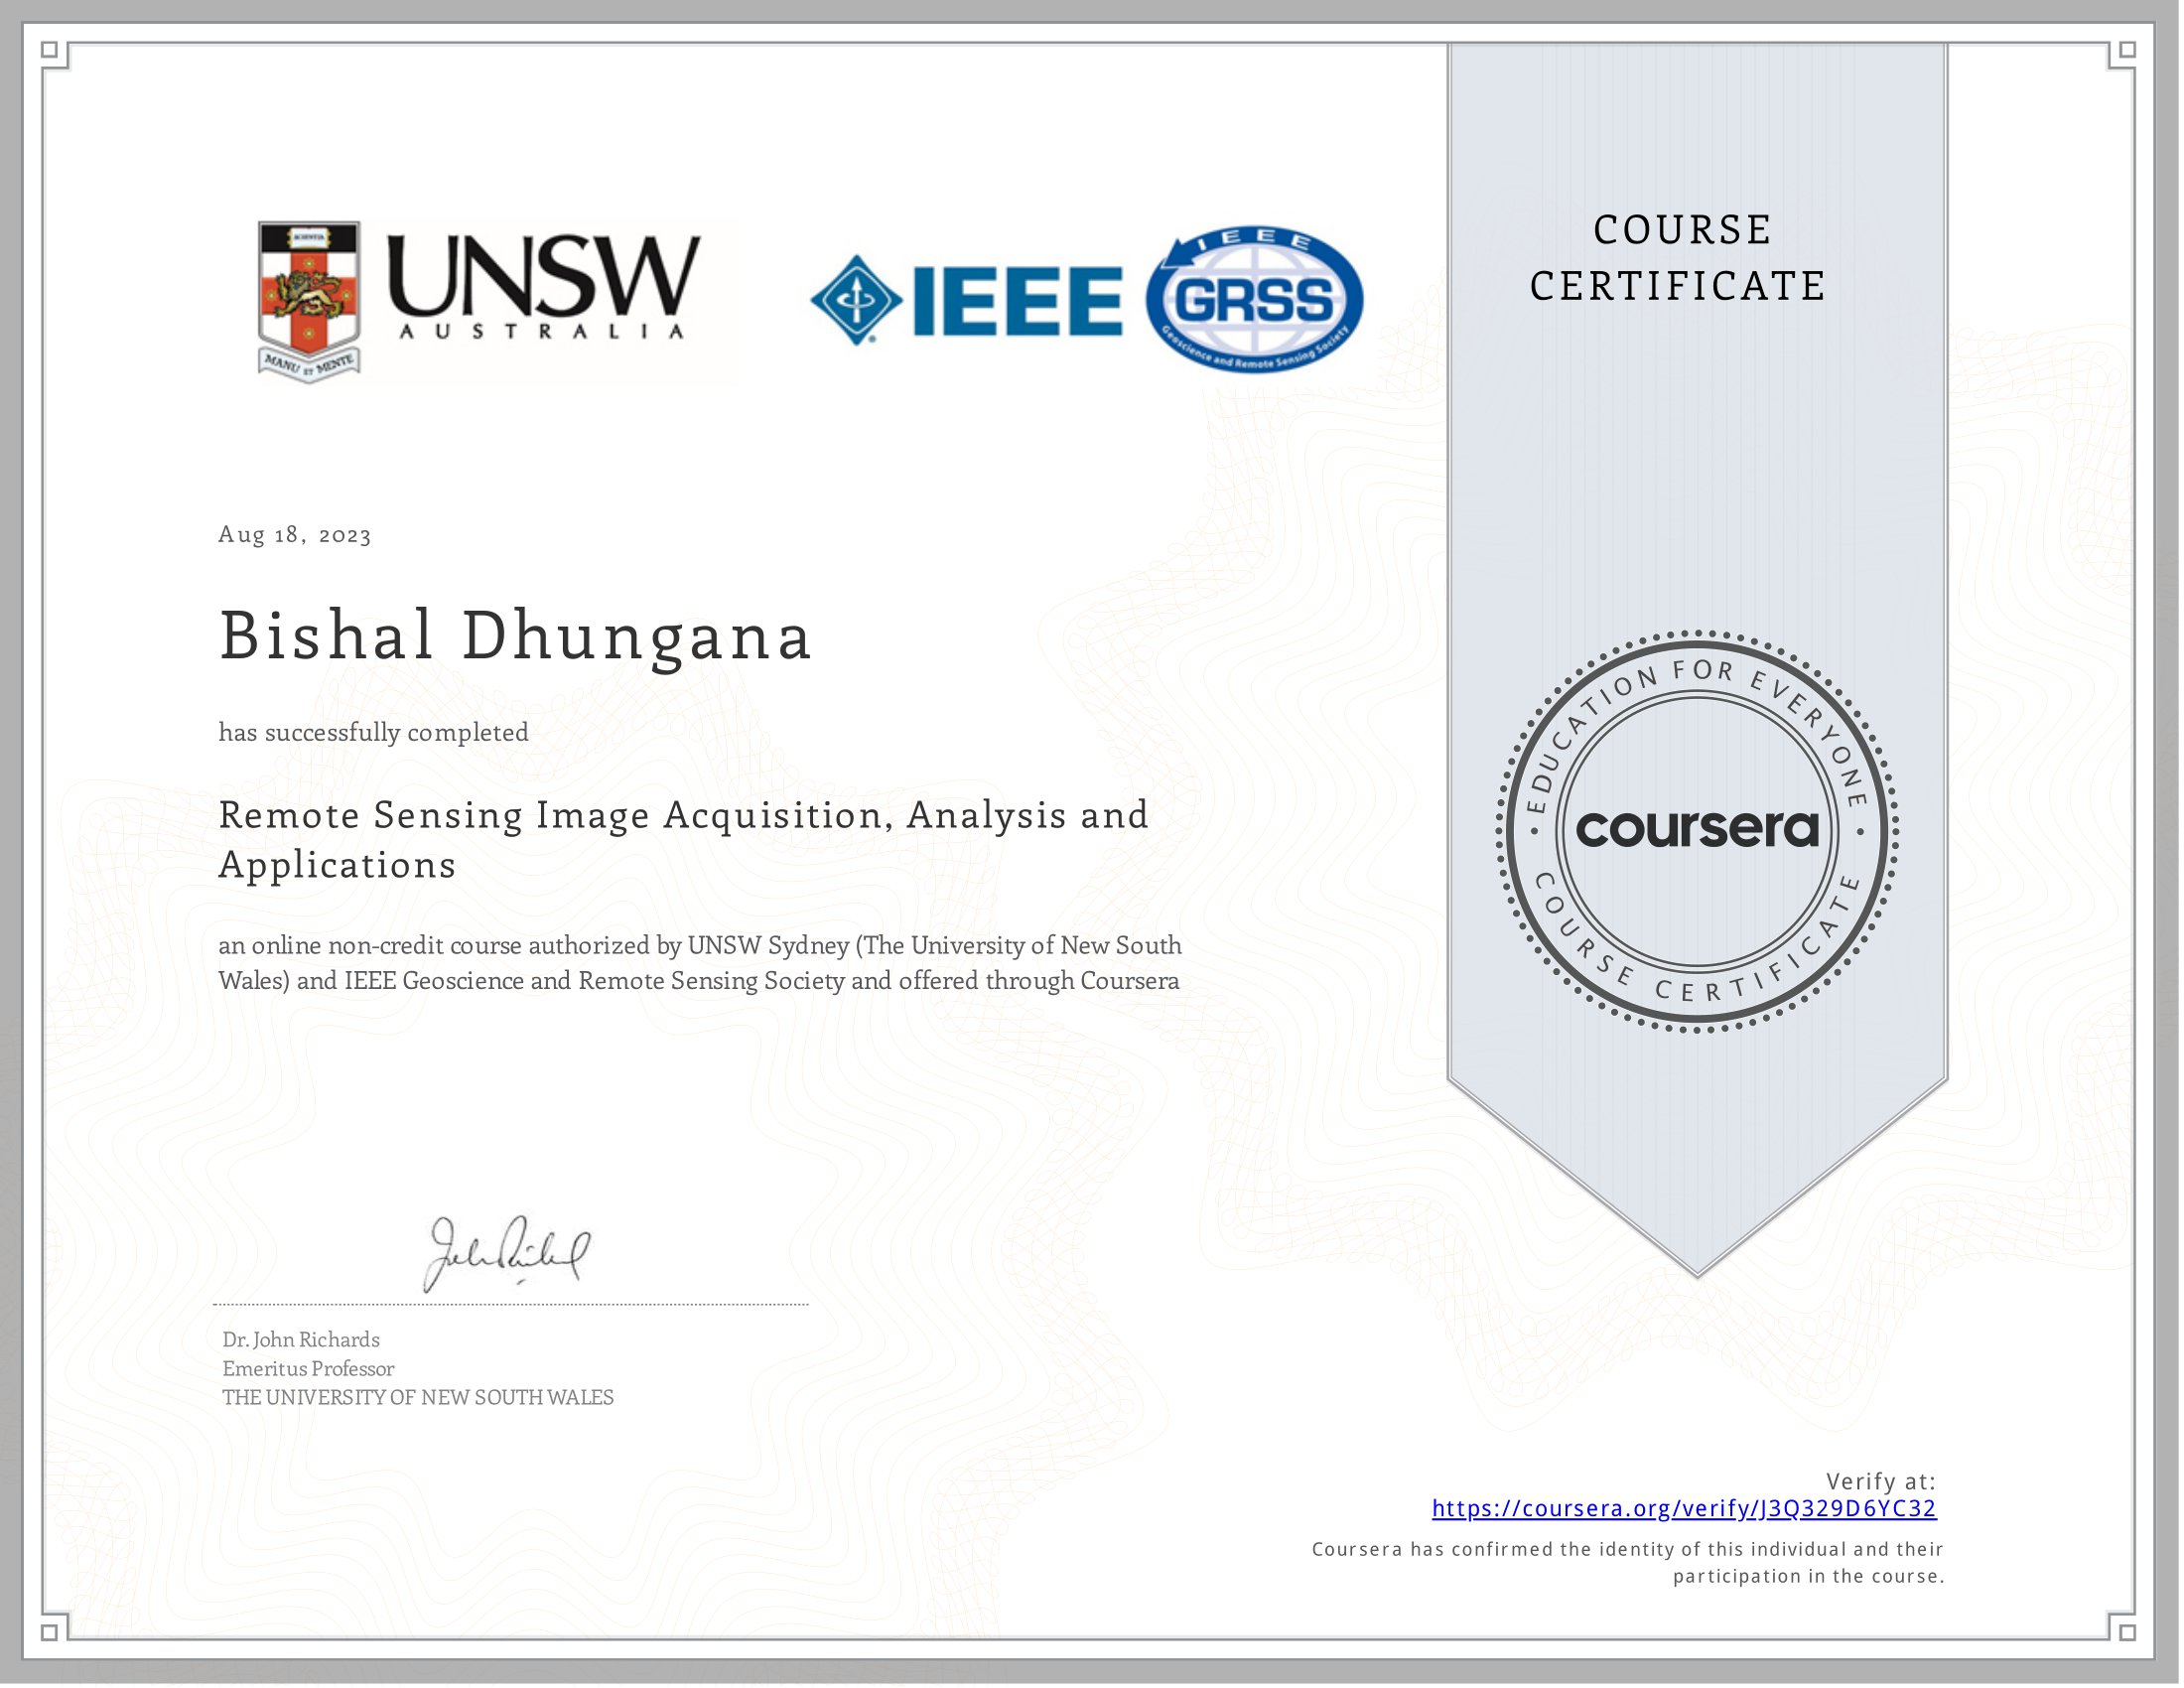 SCIENTIA
MANU ET MENTE
UNSW
AUSTRALIA
IEEE
IEEE
GRSS
Geoscience and Remote Sensing Society
COURSE
CERTIFICATE
Aug 18, 2023
Bishal Dhungana
has successfully completed
Remote Sensing Image Acquisition, Analysis and
Applications
an online non-credit course authorized by UNSW Sydney (The University of New South
Wales) and IEEE Geoscience and Remote Sensing Society and offered through Coursera
EDUCATION FOR EVERYONE
coursera
COURSE CERTIFICATE
Dr. John Richards
Emeritus Professor
THE UNIVERSITY OF NEW SOUTH WALES
Verify at:
https://coursera.org/verify/J3Q329D6YC32
Coursera has confirmed the identity of this individual and their
participation in the course.